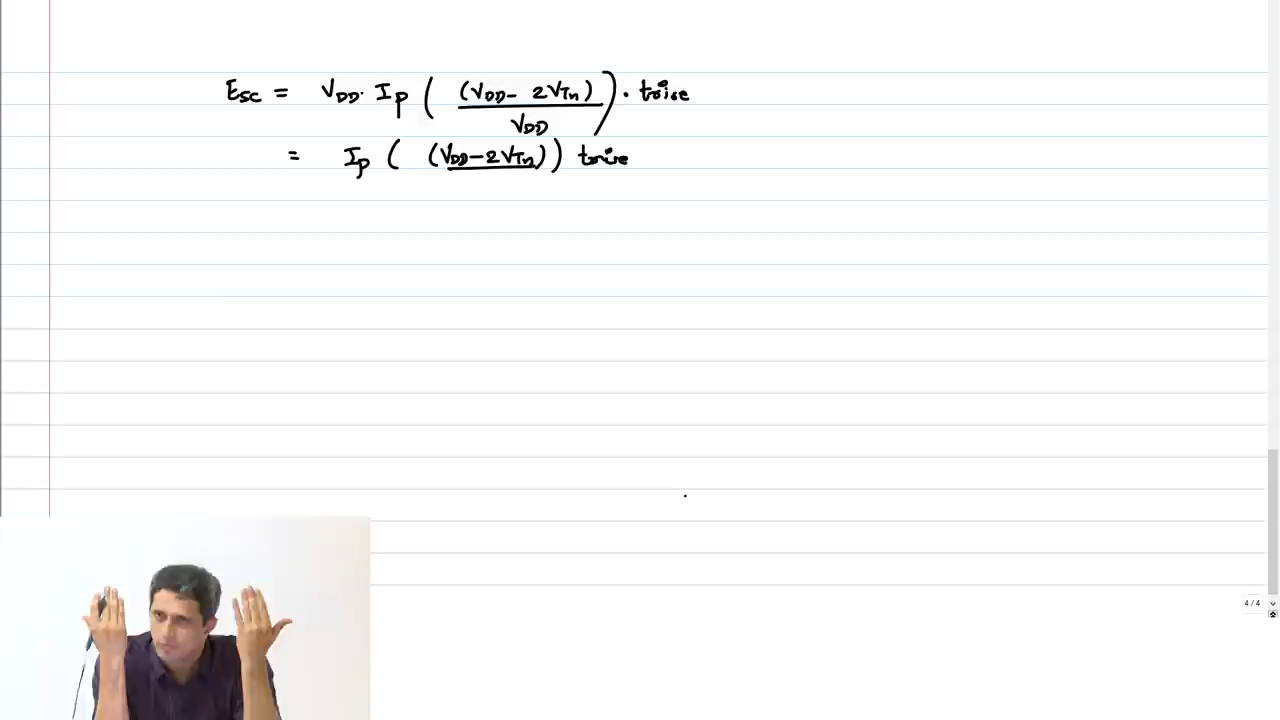 Esc = VDD. Ip ( (VDD - 2VTn) / VDD ) . trise
= Ip ( (VDD - 2VTn) ) trise
4 / 4